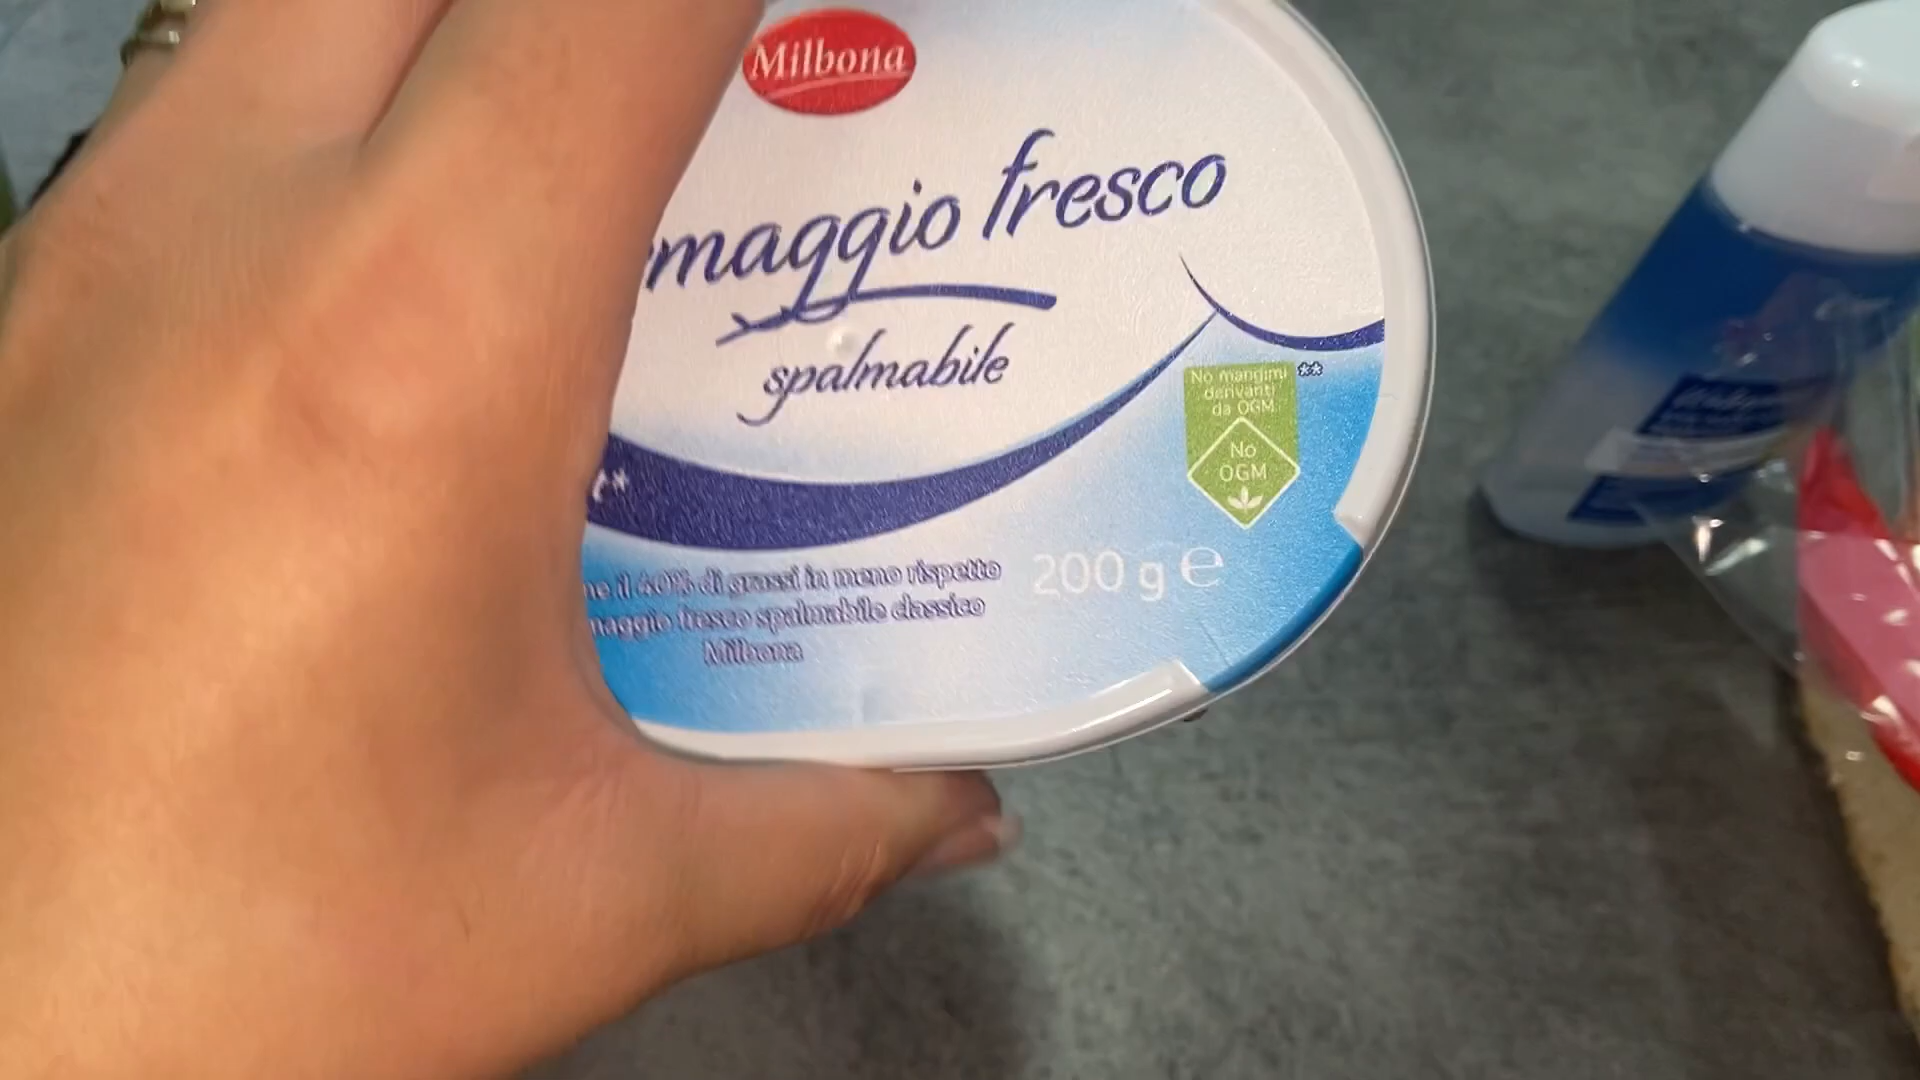 Milbona
maggio fresco
spalmabile
No mangimi **
derivanti
da OGM
No
OGM
il 60% di grassi in meno rispetto
maggio fresco spalmabile classico
Milbona
200 g e